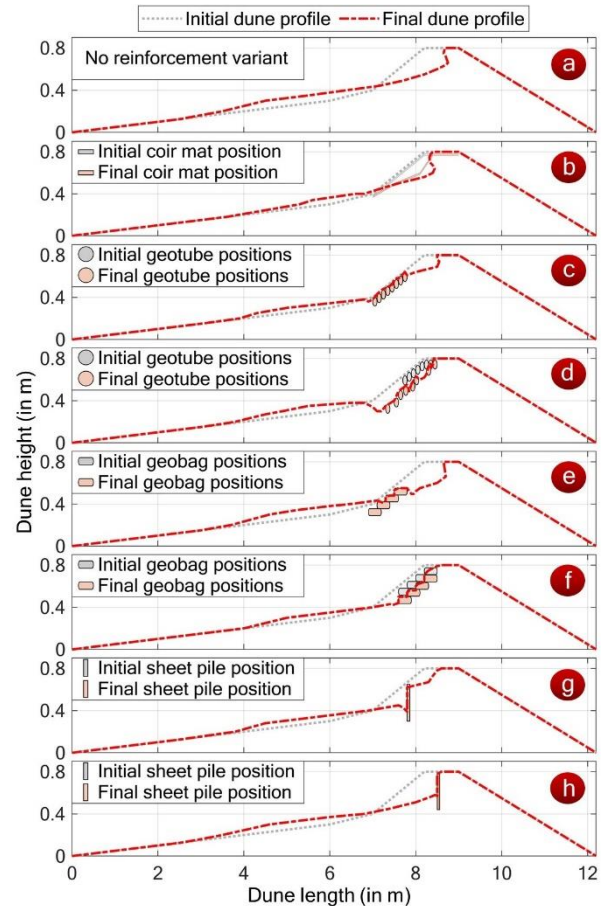 Initial dune profile Final dune profile
0.8
No reinforcement variant
a
0.4
0
0.8
Initial coir mat position
Final coir mat position
b
0.4
0
0.8
Initial geotube positions
Final geotube positions
c
0.4
0
0.8
Initial geotube positions
Final geotube positions
d
0.4
0
0.8
Initial geobag positions
Final geobag positions
e
0.4
0
0.8
Initial geobag positions
Final geobag positions
f
0.4
0
0.8
Initial sheet pile position
Final sheet pile position
g
0.4
0
0.8
Initial sheet pile position
Final sheet pile position
h
0.4
0
0 2 4 6 8 10 12
Dune height (in m)
Dune length (in m)